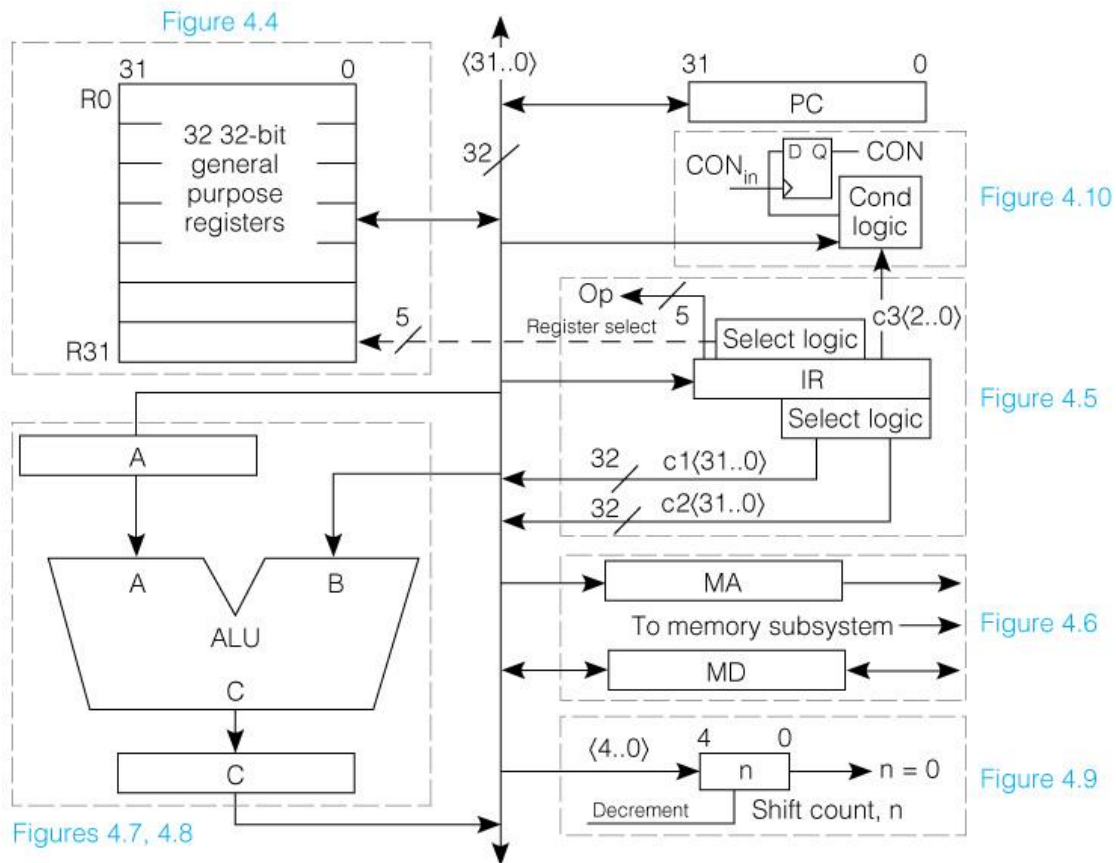 Figure 4.4
31 0
R0
32 32-bit
general
purpose
registers
R31
5
Register select
⟨31..0⟩
32
31 0
PC
D Q
CON
CONin
Cond
logic
Figure 4.10
Op
5
c3⟨2..0⟩
Select logic
IR
Select logic
Figure 4.5
32 c1⟨31..0⟩
32 c2⟨31..0⟩
A
A B
ALU
C
C
Figures 4.7, 4.8
MA
To memory subsystem
MD
Figure 4.6
⟨4..0⟩
4 0
n
n = 0
Decrement
Shift count, n
Figure 4.9